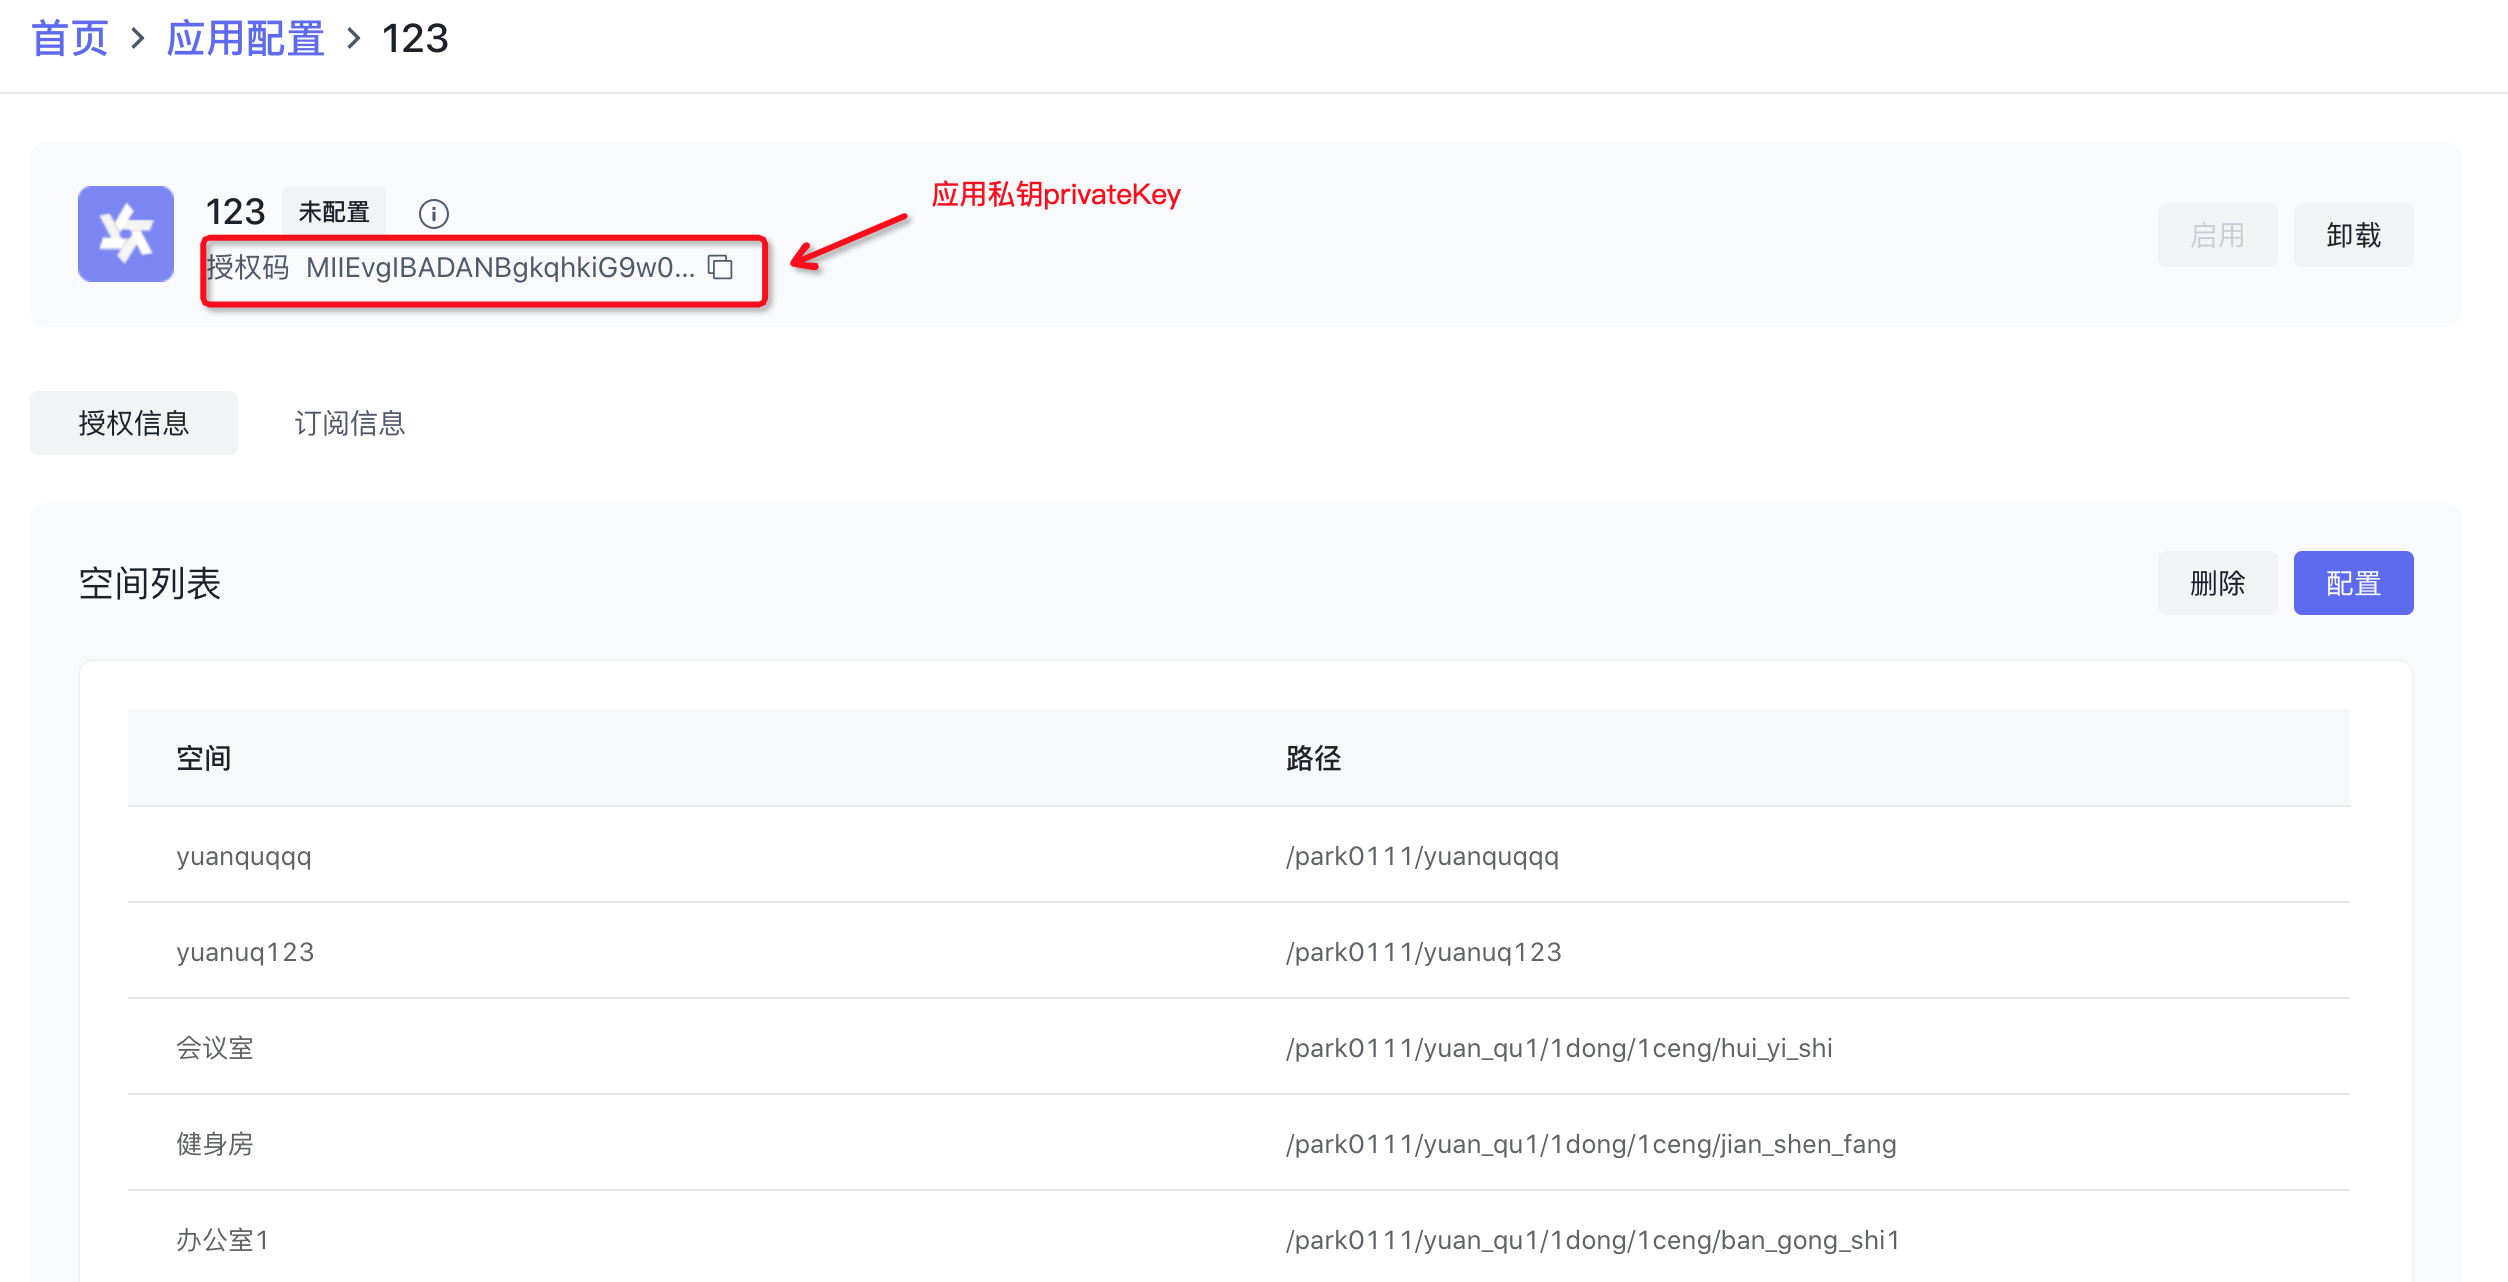 首页 > 应用配置 > 123
应用私钥privateKey
123 未配置
启用 卸载
授权码 MIIEvgIBADANBgkqhkiG9w0...
授权信息 订阅信息
空间列表
删除 配置
空间 路径
yuanquqqq /park0111/yuanquqqq
yuanuq123 /park0111/yuanuq123
会议室 /park0111/yuan_qu1/1dong/1ceng/hui_yi_shi
健身房 /park0111/yuan_qu1/1dong/1ceng/jian_shen_fang
办公室1 /park0111/yuan_qu1/1dong/1ceng/ban_gong_shi1